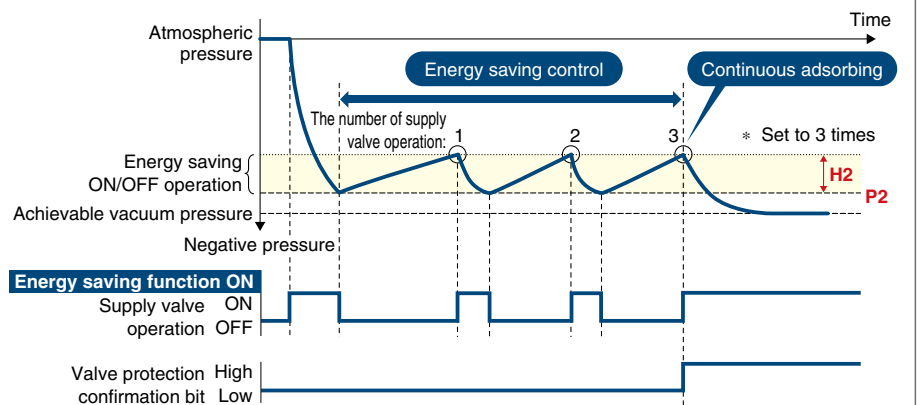 Time
Atmospheric
pressure
Energy saving control
Continuous adsorbing
The number of supply
valve operation:
1
2
3
* Set to 3 times
Energy saving
ON/OFF operation
H2
P2
Achievable vacuum pressure
Negative pressure
Energy saving function ON
Supply valve ON
operation OFF
Valve protection High
confirmation bit Low